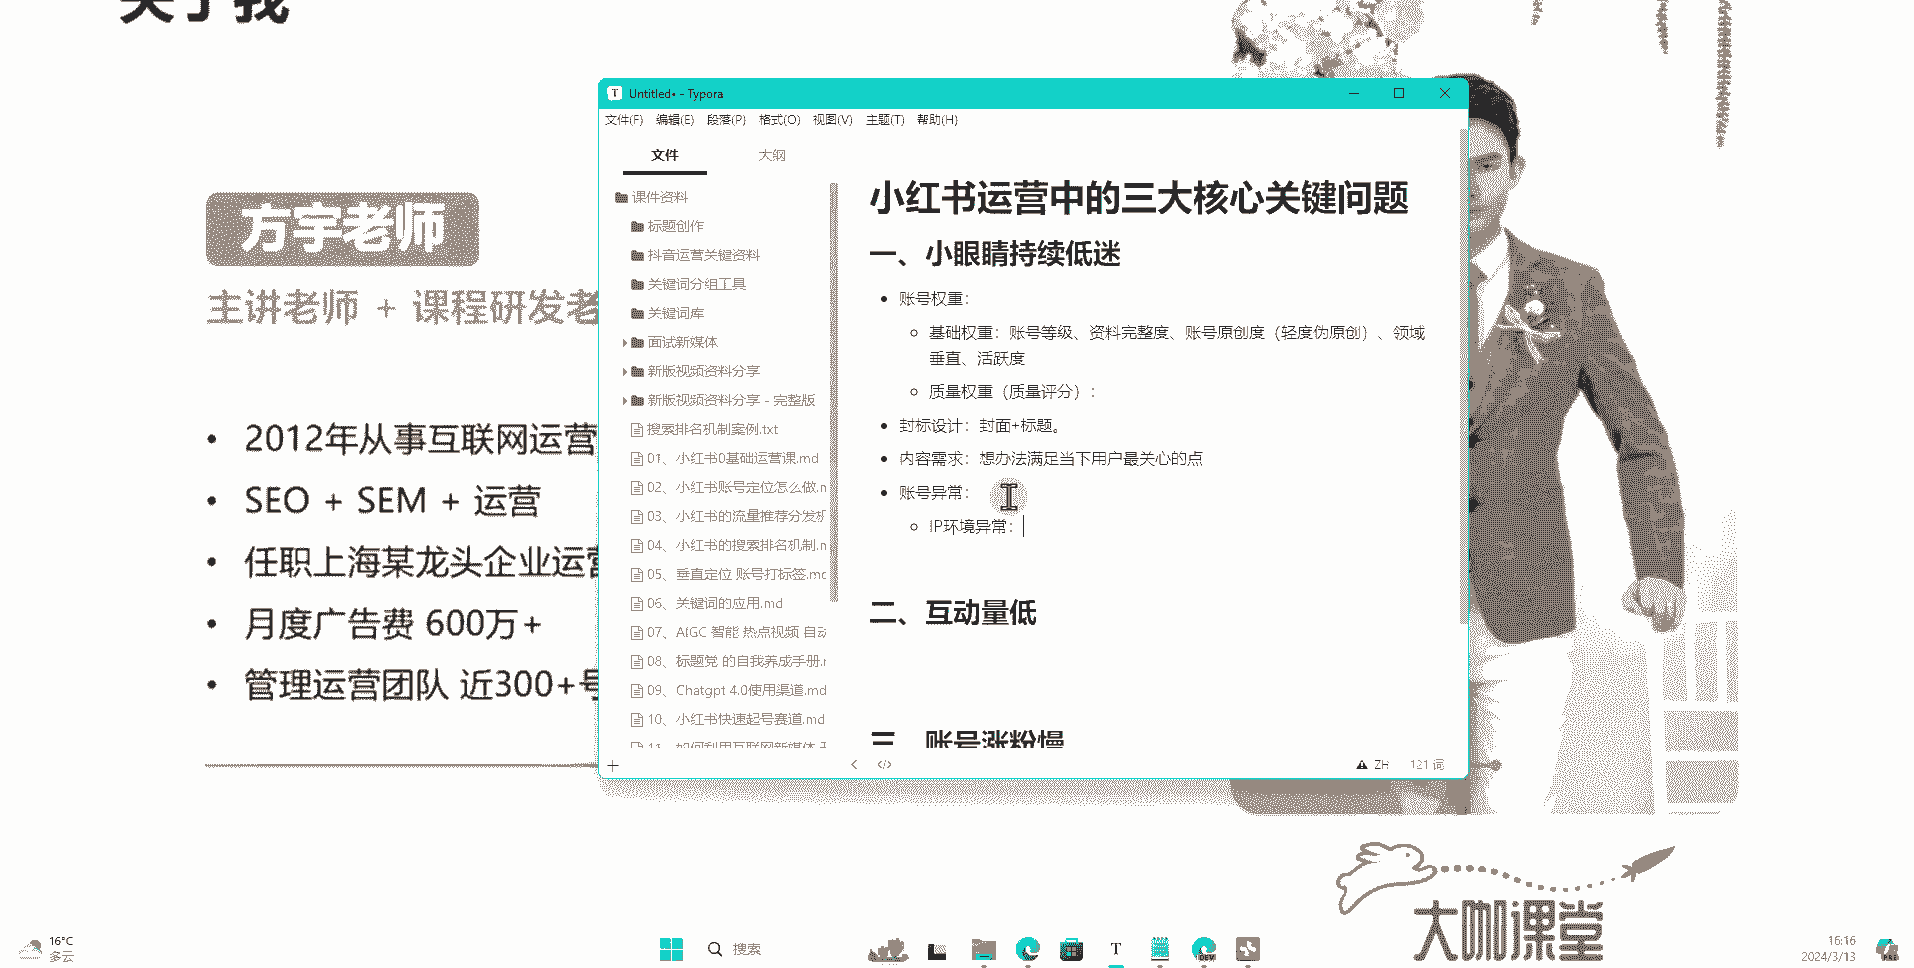 关于我
方宇老师
主讲老师 + 课程研发老
2012年从事互联网运营
SEO + SEM + 运营
任职上海某龙头企业运营
月度广告费 600万+
管理运营团队 近300+号
Untitled• - Typora
文件(F) 编辑(E) 段落(P) 格式(O) 视图(V) 主题(T) 帮助(H)
文件 大纲
课件资料
标题创作
抖音运营关键资料
关键词分组工具
关键词库
面试新媒体
新版视频资料分享
新版视频资料分享 - 完整版
搜索排名机制案例.txt
01、小红书0基础运营课.md
02、小红书账号定位怎么做.m
03、小红书的流量推荐分发机
04、小红书的搜索排名机制.m
05、垂直定位 账号打标签.mc
06、关键词的应用.md
07、AIGC 智能 热点视频 自动
08、标题党 的自我养成手册.r
09、Chatgpt 4.0使用渠道.md
10、小红书快速起号赛道.md
11、如何利用互联网新媒体
小红书运营中的三大核心关键问题
一、小眼睛持续低迷
账号权重：
基础权重：账号等级、资料完整度、账号原创度（轻度伪原创）、领域
垂直、活跃度
质量权重（质量评分）：
封标设计：封面+标题。
内容需求：想办法满足当下用户最关心的点
账号异常：
IP环境异常：
二、互动量低
三、账号涨粉慢
ZH 121 词
大咖课堂
16°C
多云
搜索
DEV
16:16
2024/3/13
PRE